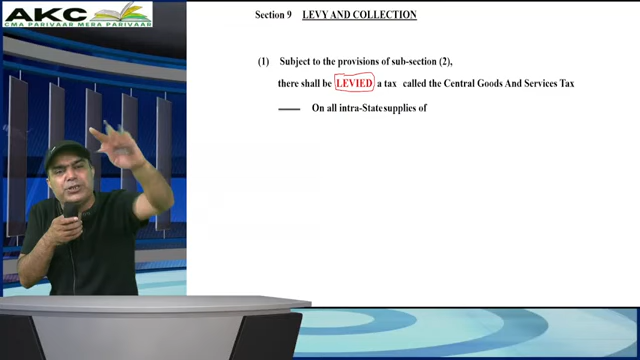 AKC
CMA PARIVAAR MERA PARIVAAR
Section 9 LEVY AND COLLECTION
(1) Subject to the provisions of sub-section (2),
there shall be LEVIED a tax called the Central Goods And Services Tax
On all intra-State supplies of